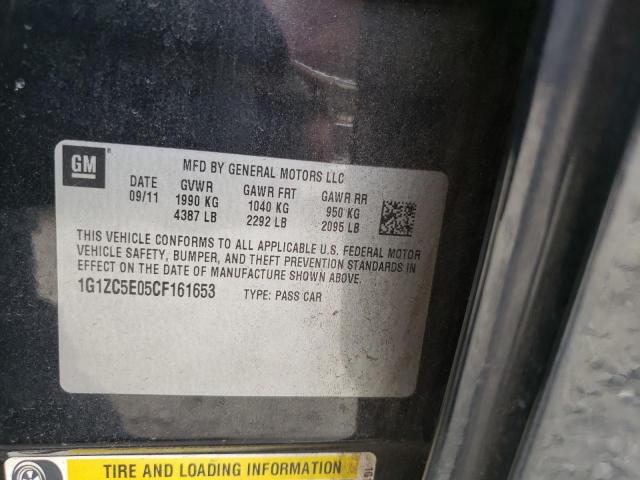 GM
MFD BY GENERAL MOTORS LLC
DATE GVWR GAWR FRT GAWR RR
09/11 1990 KG 1040 KG 950 KG
4387 LB 2292 LB 2095 LB
THIS VEHICLE CONFORMS TO ALL APPLICABLE U.S. FEDERAL MOTOR
VEHICLE SAFETY, BUMPER, AND THEFT PREVENTION STANDARDS IN
EFFECT ON THE DATE OF MANUFACTURE SHOWN ABOVE.
1G1ZC5E05CF161653 TYPE: PASS CAR
TIRE AND LOADING INFORMATION